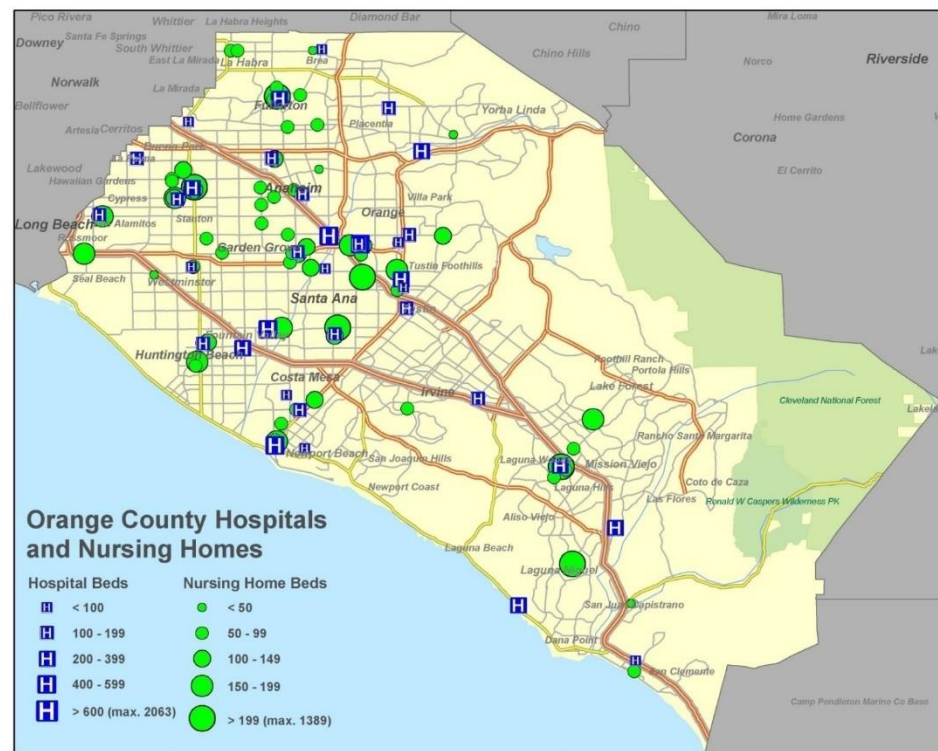 Pico Rivera
Whittier
La Habra Heights
Diamond Bar
Chino
Mira Loma
Downey
Santa Fe Springs
South Whittier
East La Mirada
La Habra
Brea
Chino Hills
Norco
Riverside
Norwalk
La Mirada
Bellflower
Fullerton
Yorba Linda
Placentia
Home Gardens
Artesia
Cerritos
Buena Park
Corona
La Palma
Lakewood
Hawaiian Gardens
Anaheim
El Cerrito
Cypress
Villa Park
Long Beach
Alamitos
Stanton
Orange
Rossmoor
Garden Grove
Tustin Foothills
Seal Beach
Westminster
Santa Ana
Fountain Valley
Huntington Beach
Costa Mesa
Irvine
Foothill Ranch
Portola Hills
Lake Forest
Cleveland National Forest
Rancho Santa Margarita
Newport Beach
San Joaquin Hills
Laguna Woods
Mission Viejo
Coto de Caza
Newport Coast
Laguna Hills
Las Flores
Ronald W Caspers Wilderness PK
Aliso Viejo
Laguna Beach
Laguna Niguel
San Juan Capistrano
Dana Point
San Clemente
Camp Pendleton Marine Co Base
Orange County Hospitals
and Nursing Homes
Hospital Beds
H < 100
H 100 - 199
H 200 - 399
H 400 - 599
H > 600 (max. 2063)
Nursing Home Beds
< 50
50 - 99
100 - 149
150 - 199
> 199 (max. 1389)